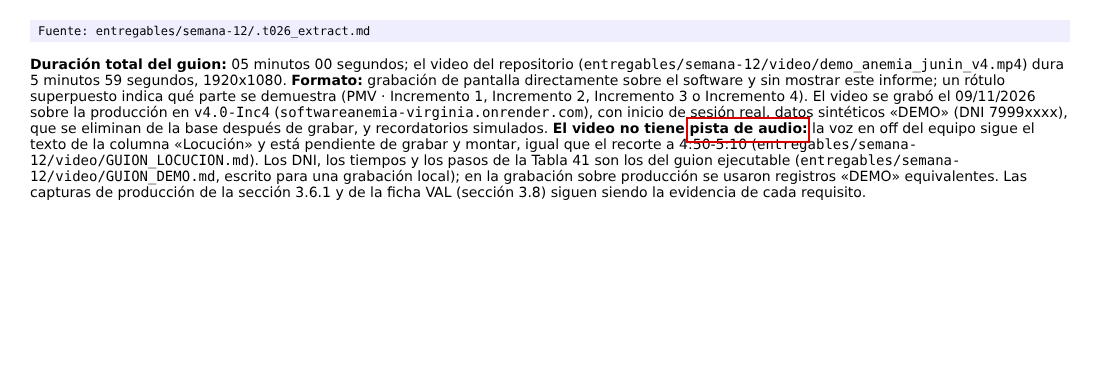 Fuente: entregables/semana-12/.t026_extract.md
Duración total del guion: 05 minutos 00 segundos; el video del repositorio (entregables/semana-12/video/demo_anemia_junin_v4.mp4) dura
5 minutos 59 segundos, 1920x1080. Formato: grabación de pantalla directamente sobre el software y sin mostrar este informe; un rótulo
superpuesto indica qué parte se demuestra (PMV · Incremento 1, Incremento 2, Incremento 3 o Incremento 4). El video se grabó el 09/11/2026
sobre la producción en v4.0-Inc4 (softwareanemia-virginia.onrender.com), con inicio de sesión real, datos sintéticos «DEMO» (DNI 7999xxxx),
que se eliminan de la base después de grabar, y recordatorios simulados. El video no tiene pista de audio: la voz en off del equipo sigue el
texto de la columna «Locución» y está pendiente de grabar y montar, igual que el recorte a 4:50-5:10 (entregables/semana-
12/video/GUION_LOCUCION.md). Los DNI, los tiempos y los pasos de la Tabla 41 son los del guion ejecutable (entregables/semana-
12/video/GUION_DEMO.md, escrito para una grabación local); en la grabación sobre producción se usaron registros «DEMO» equivalentes. Las
capturas de producción de la sección 3.6.1 y de la ficha VAL (sección 3.8) siguen siendo la evidencia de cada requisito.